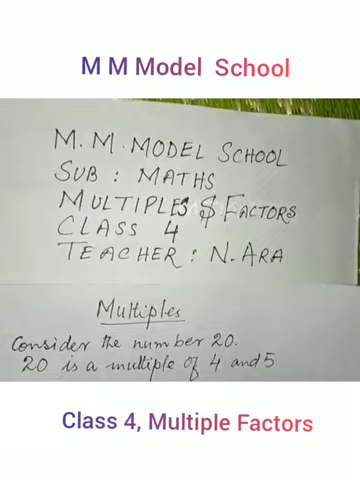 M M Model School
M. M. MODEL SCHOOL
SUB : MATHS
MULTIPLES & FACTORS
CLASS 4
TEACHER : N. ARA
Multiples
Consider the number 20.
20 is a multiple of 4 and 5
Class 4, Multiple Factors